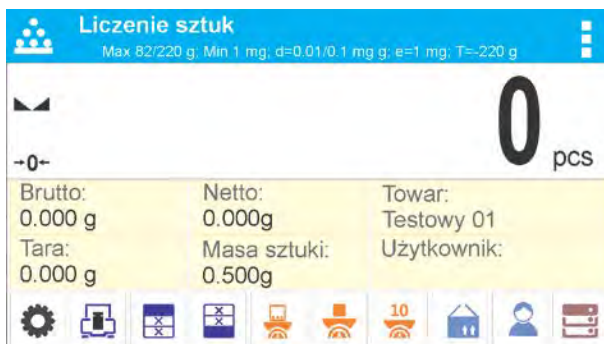 Liczenie sztuk
Max 82/220 g; Min 1 mg; d=0.01/0.1 mg g; e=1 mg; T=-220 g
0 pcs
→0←
Brutto: Netto: Towar:
0.000 g 0.000g Testowy 01
Tara: Masa sztuki: Użytkownik:
0.000 g 0.500g
10